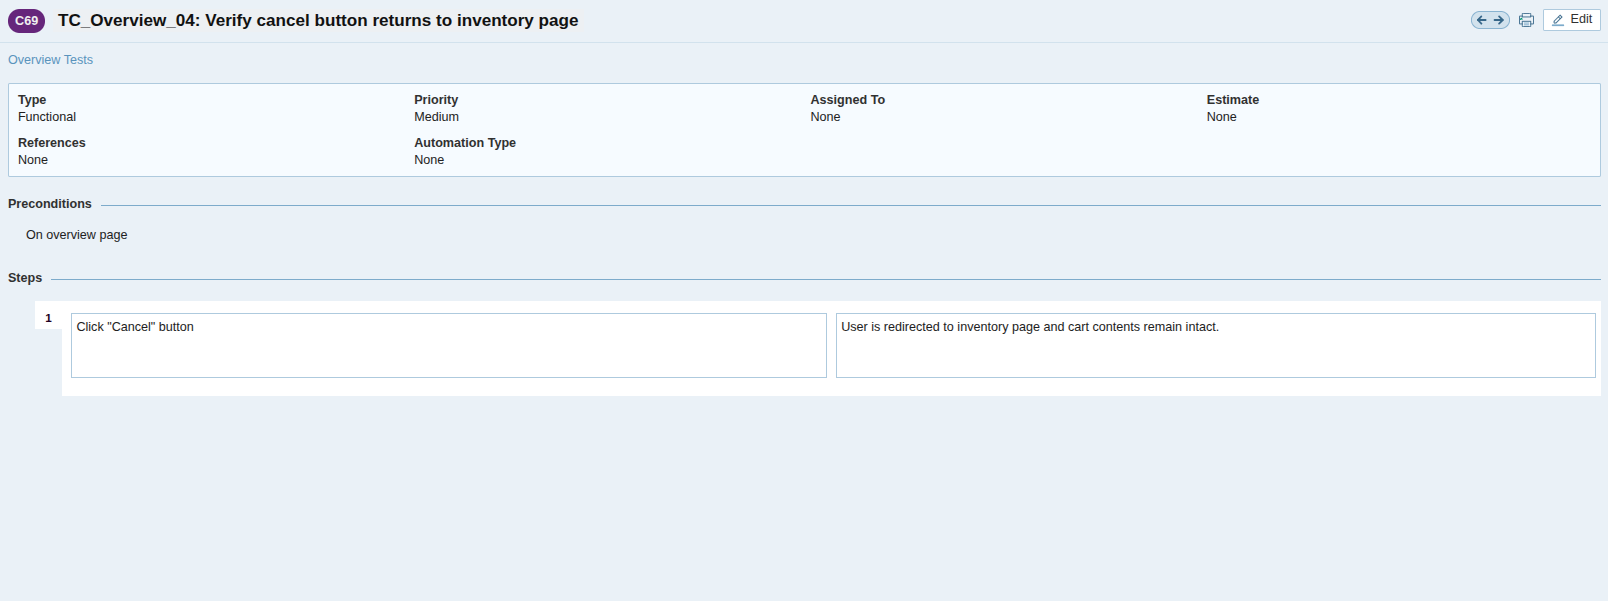 C69 TC_Overview_04: Verify cancel button returns to inventory page Edit
Overview Tests
Type Priority Assigned To Estimate
Functional Medium None None
References Automation Type
None None
Preconditions
On overview page
Steps
1 Click "Cancel" button User is redirected to inventory page and cart contents remain intact.